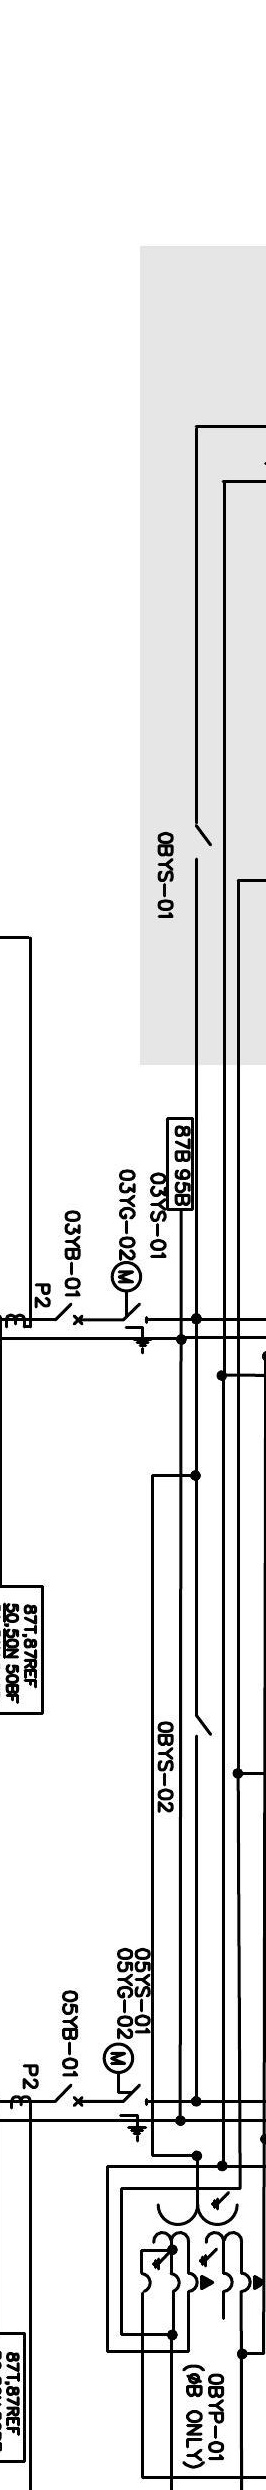 0BYS-01
87B 95B
03YS-01
03YG-02
M
03YB-01
P2
87T,87REF
50,50N 50BF
0BYS-02
05YS-01
05YG-02
M
05YB-01
P2
87T,87REF
0BYP-01
(ØB ONLY)